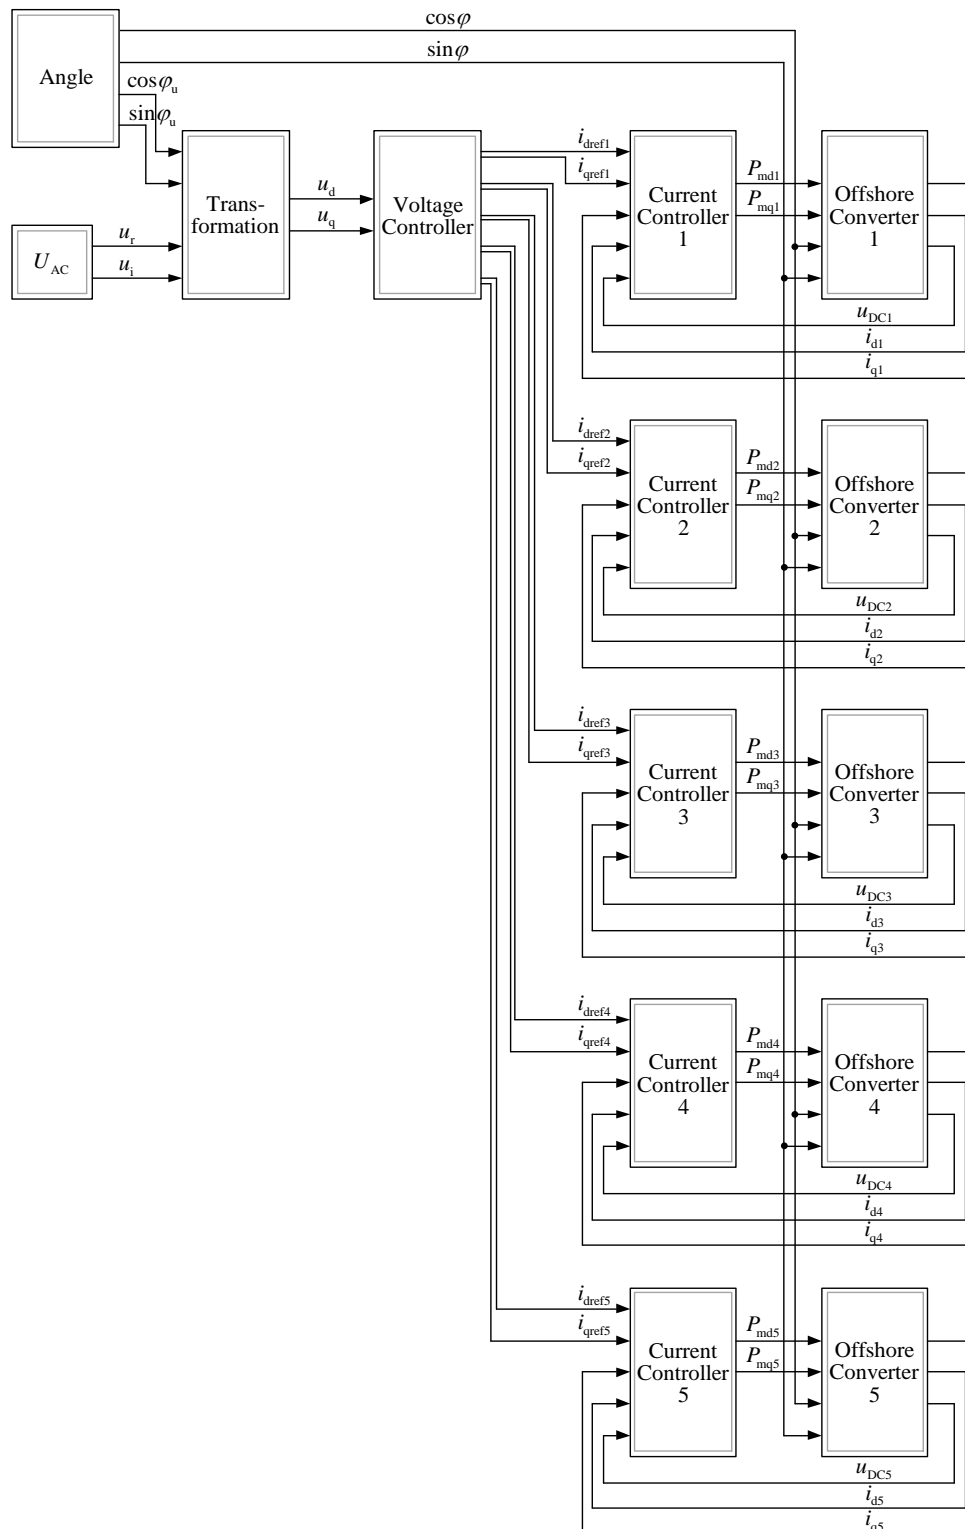 cosφ
sinφ
Angle
cosφu
sinφu
Trans-
formation
Voltage
Controller
ud
uq
UAC
ur
ui
idref1
iqref1
Current
Controller
1
Pmd1
Pmq1
Offshore
Converter
1
uDC1
id1
iq1
idref2
iqref2
Current
Controller
2
Pmd2
Pmq2
Offshore
Converter
2
uDC2
id2
iq2
idref3
iqref3
Current
Controller
3
Pmd3
Pmq3
Offshore
Converter
3
uDC3
id3
iq3
idref4
iqref4
Current
Controller
4
Pmd4
Pmq4
Offshore
Converter
4
uDC4
id4
iq4
idref5
iqref5
Current
Controller
5
Pmd5
Pmq5
Offshore
Converter
5
uDC5
id5
iq5